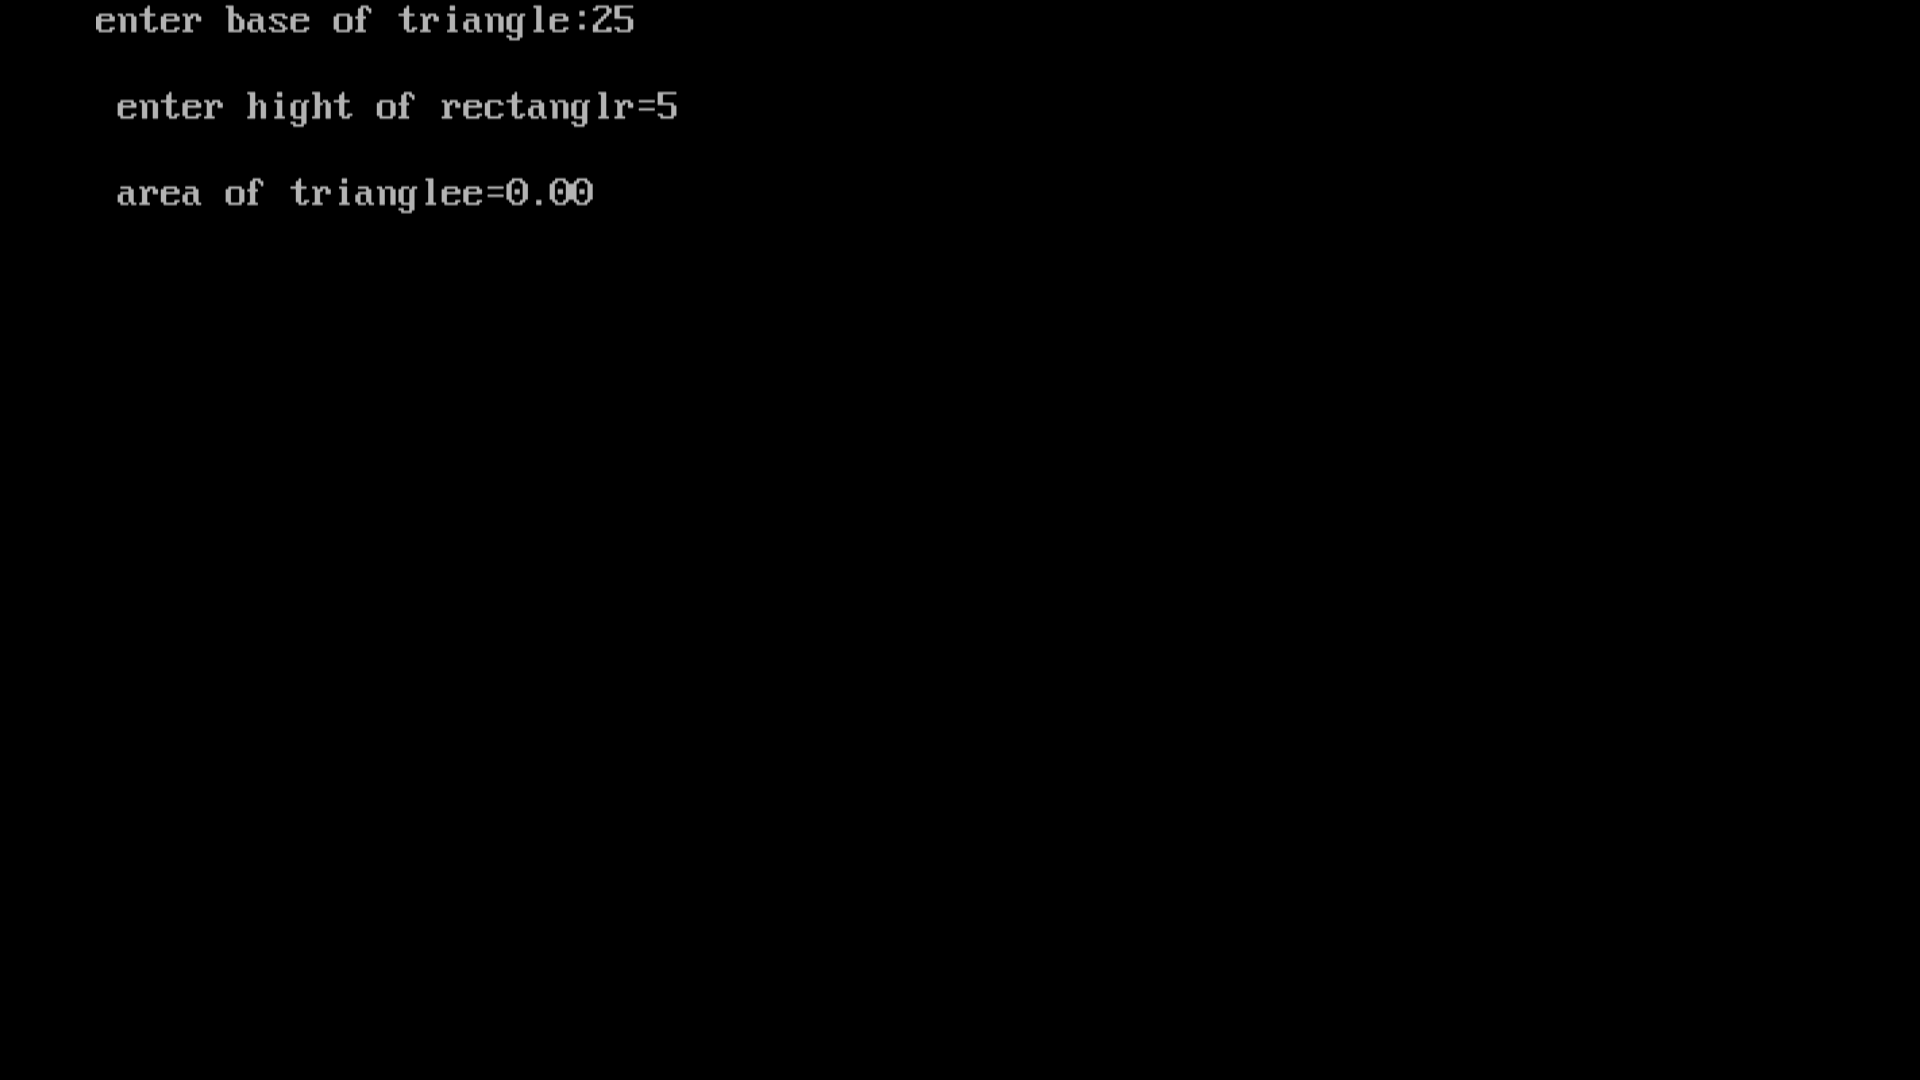 enter base of triangle:25
enter hight of rectanglr=5
area of trianglee=0.00